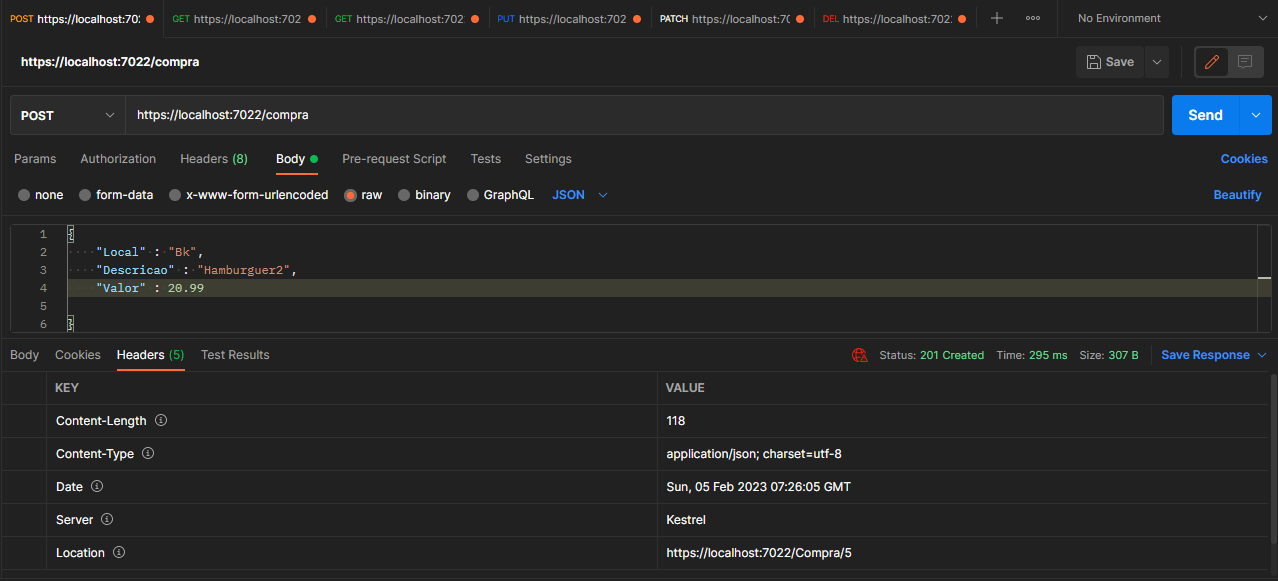 POST https://localhost:702 GET https://localhost:702 GET https://localhost:702 PUT https://localhost:702 PATCH https://localhost:70 DEL https://localhost:702 No Environment
https://localhost:7022/compra Save
POST https://localhost:7022/compra Send
Params Authorization Headers (8) Body Pre-request Script Tests Settings Cookies
none form-data x-www-form-urlencoded raw binary GraphQL JSON Beautify
1 {
2 "Local" : "Bk",
3 "Descricao" : "Hamburguer2",
4 "Valor" : 20.99
5
6 }
Body Cookies Headers (5) Test Results Status: 201 Created Time: 295 ms Size: 307 B Save Response
KEY VALUE
Content-Length 118
Content-Type application/json; charset=utf-8
Date Sun, 05 Feb 2023 07:26:05 GMT
Server Kestrel
Location https://localhost:7022/Compra/5